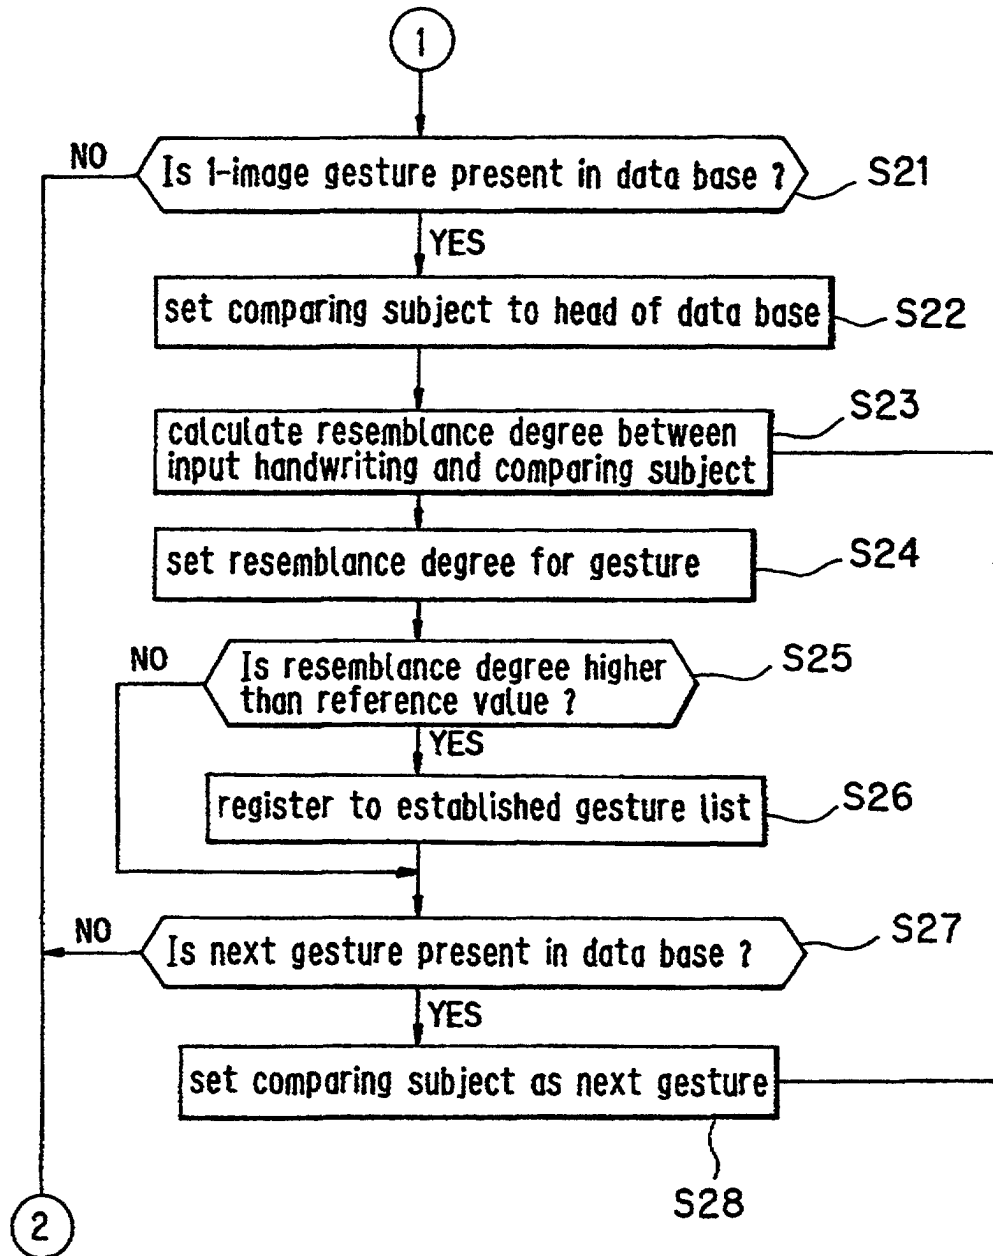 1
NO
Is 1-image gesture present in data base ?
S21
YES
set comparing subject to head of data base
S22
S23
calculate resemblance degree between
input handwriting and comparing subject
set resemblance degree for gesture
S24
NO
Is resemblance degree higher
than reference value ?
S25
YES
register to established gesture list
S26
NO
Is next gesture present in data base ?
S27
YES
set comparing subject as next gesture
S28
2